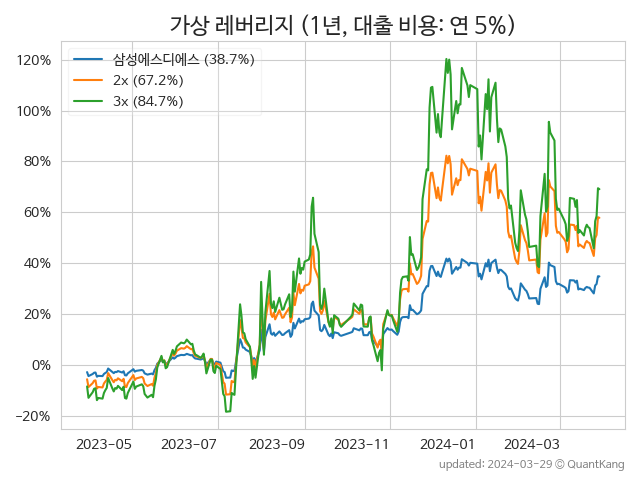 가상 레버리지 (1년, 대출 비용: 연 5%)
삼성에스디에스 (38.7%)
2x (67.2%)
3x (84.7%)
120%
100%
80%
60%
40%
20%
0%
−20%
2023-05
2023-07
2023-09
2023-11
2024-01
2024-03
updated: 2024-03-29 © QuantKang